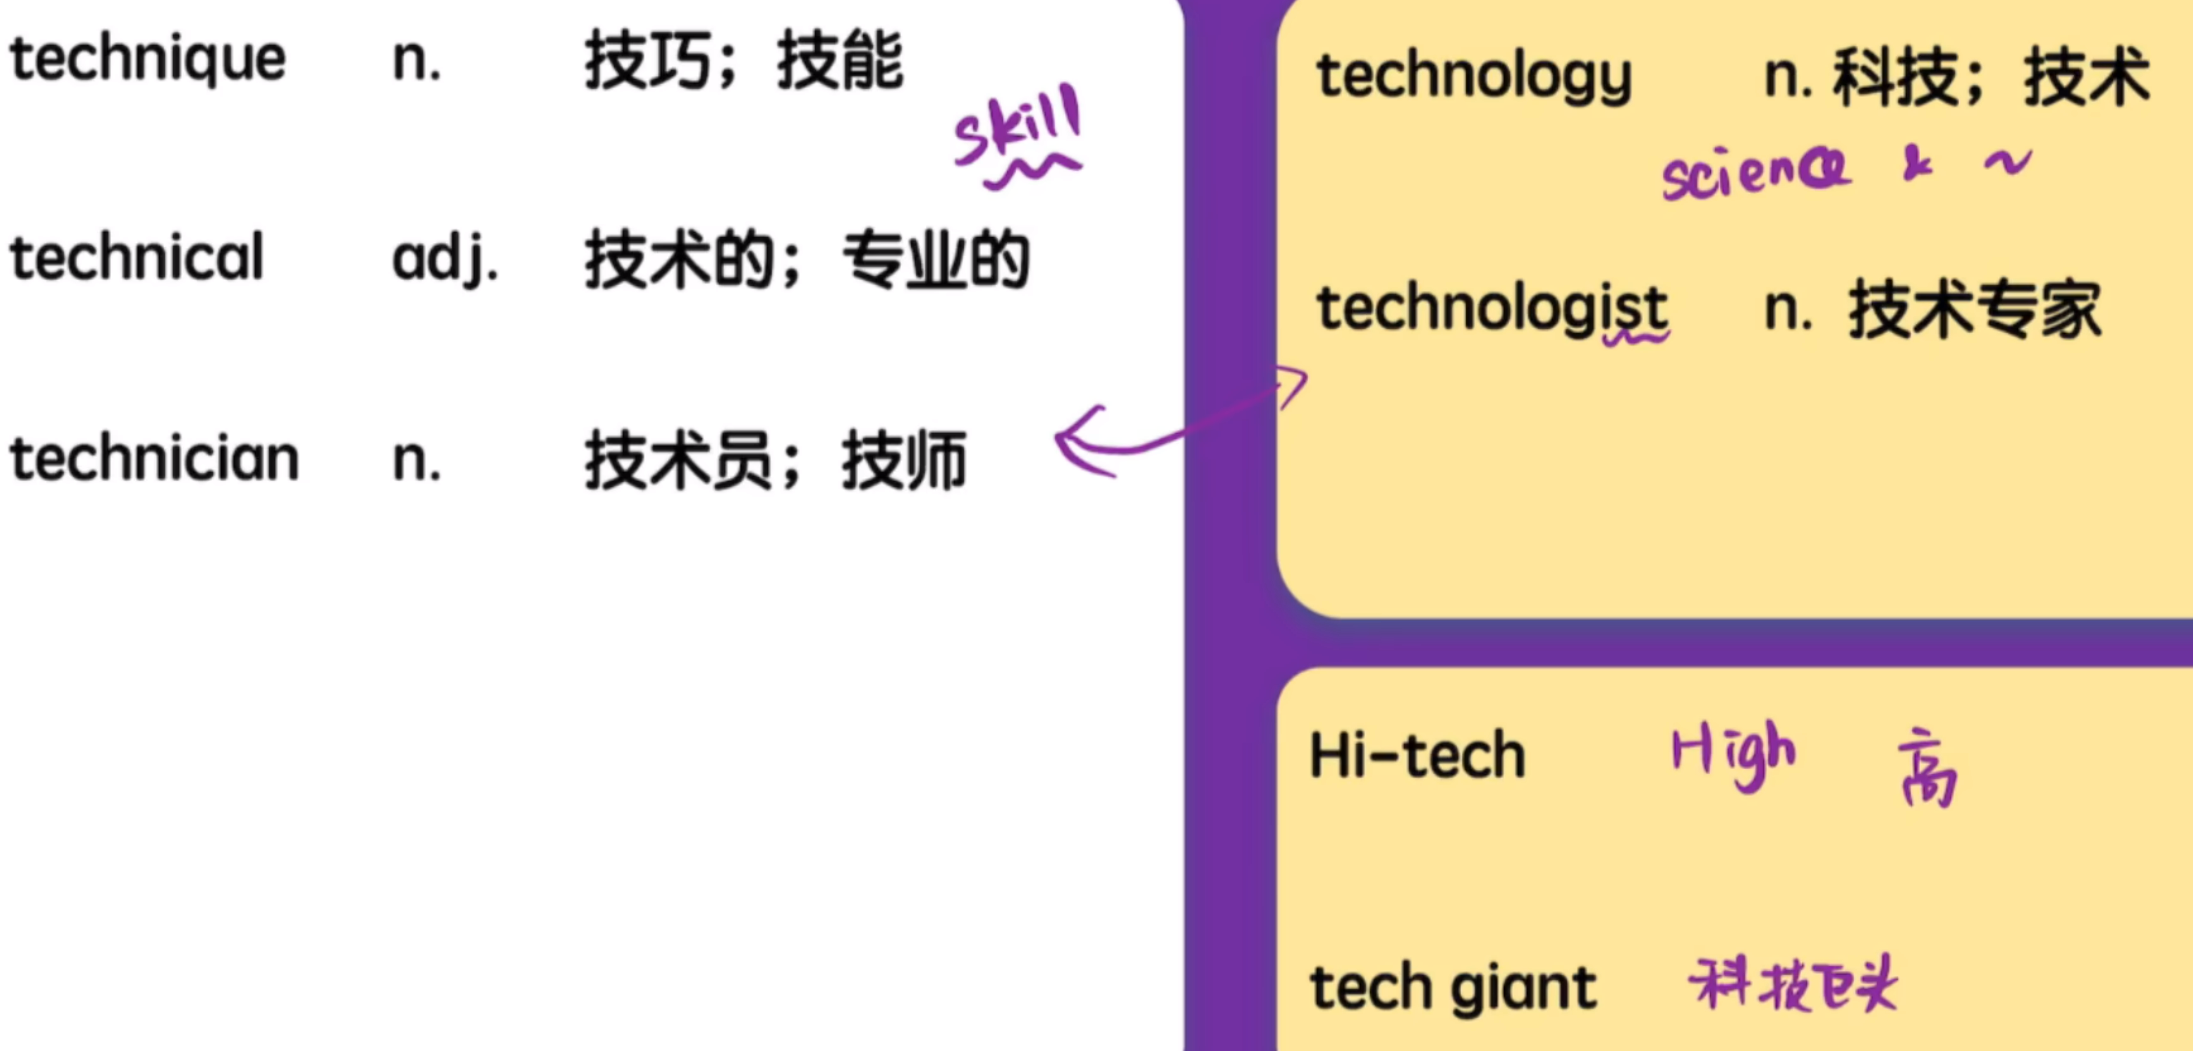 technique n. 技巧；技能
skill
technical adj. 技术的；专业的
technician n. 技术员；技师
technology n. 科技；技术
science & ~
technologist n. 技术专家
Hi-tech High 高
tech giant 科技巨头